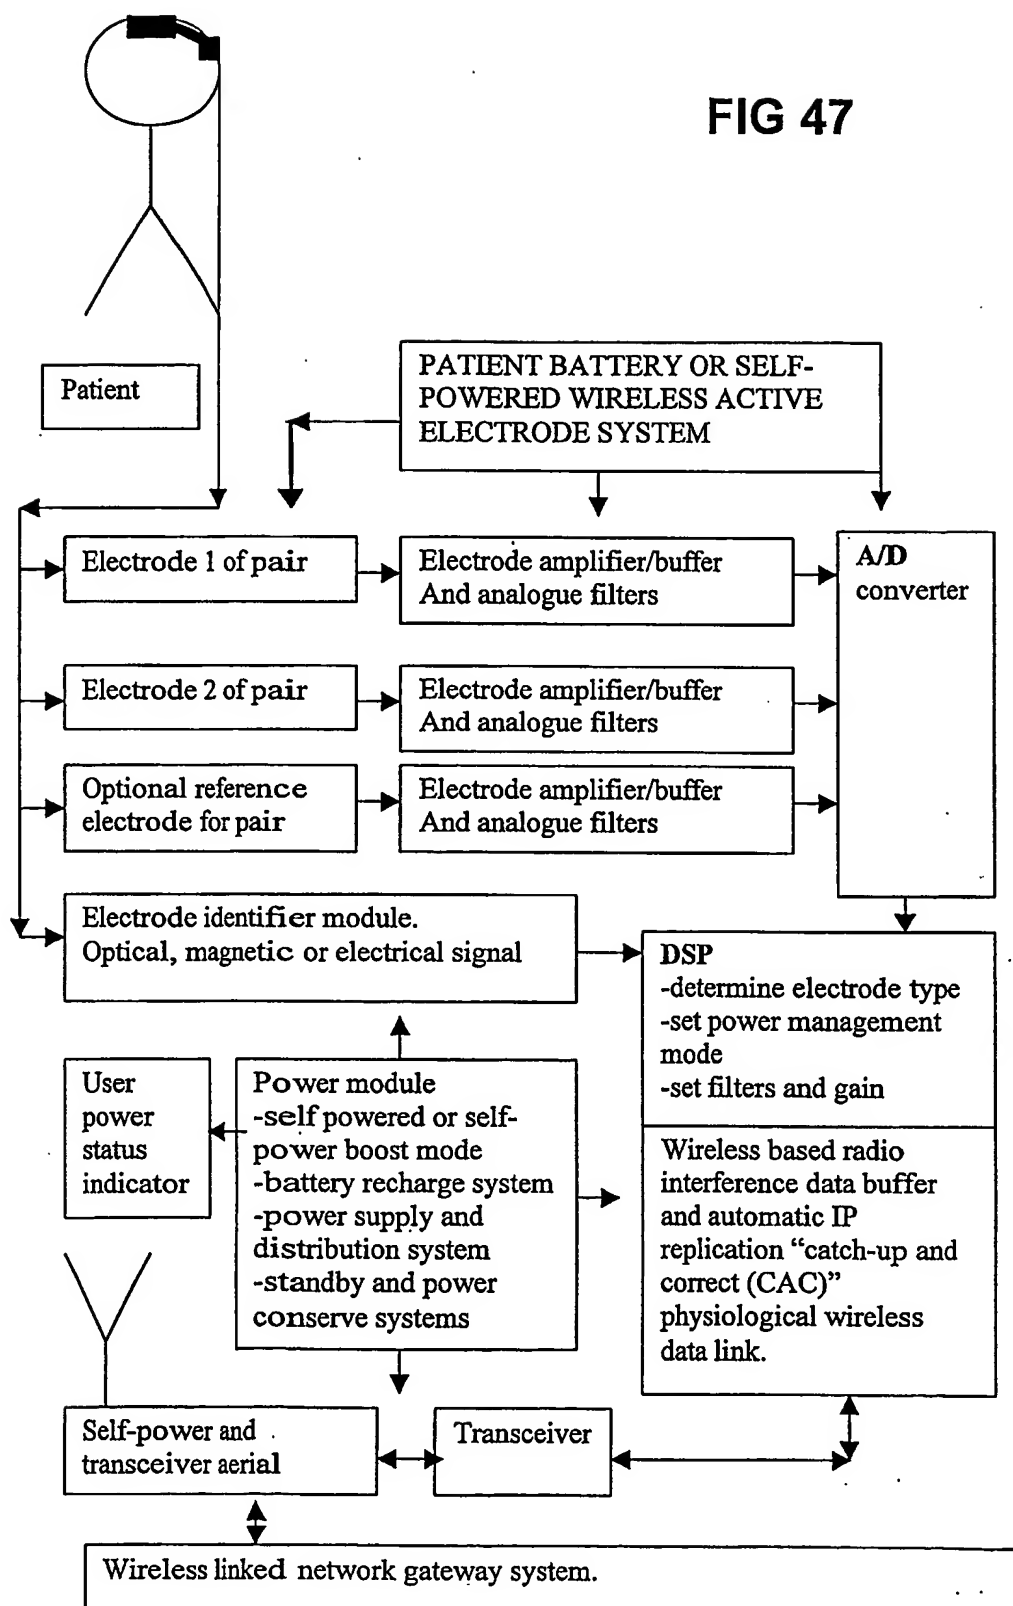 FIG 47
Patient
PATIENT BATTERY OR SELF-
POWERED WIRELESS ACTIVE
ELECTRODE SYSTEM
Electrode 1 of pair
Electrode amplifier/buffer
And analogue filters
A/D
converter
Electrode 2 of pair
Electrode amplifier/buffer
And analogue filters
Optional reference
electrode for pair
Electrode amplifier/buffer
And analogue filters
Electrode identifier module.
Optical, magnetic or electrical signal
DSP
-determine electrode type
-set power management
mode
-set filters and gain
User
power
status
indicator
Power module
-self powered or self-
power boost mode
-battery recharge system
-power supply and
distribution system
-standby and power
conserve systems
Wireless based radio
interference data buffer
and automatic IP
replication “catch-up and
correct (CAC)”
physiological wireless
data link.
Self-power and
transceiver aerial
Transceiver
Wireless linked network gateway system.